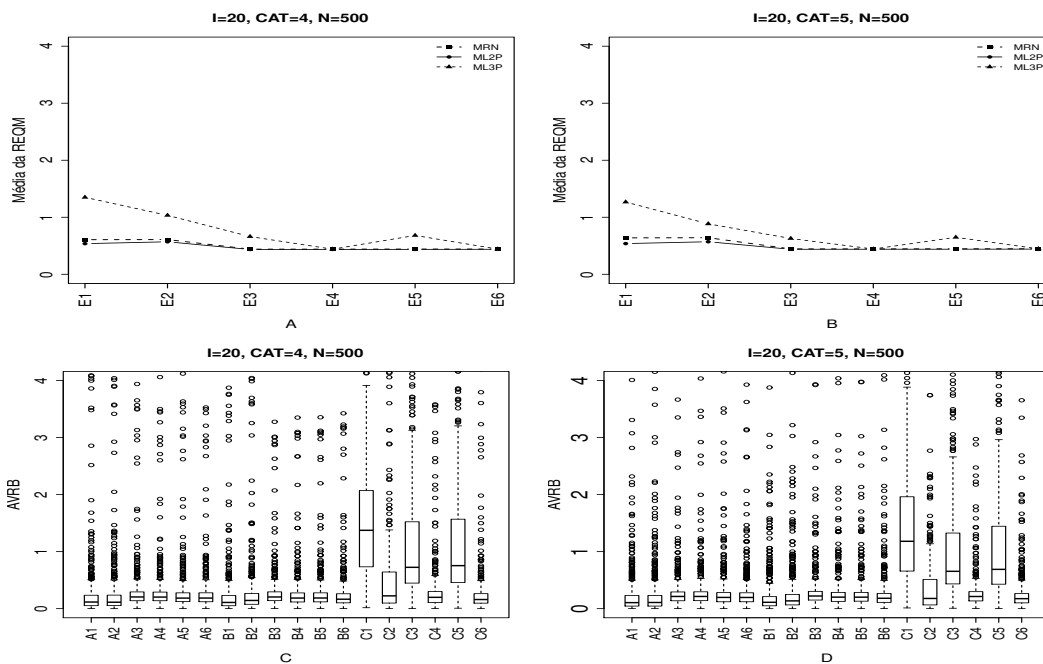 I=20, CAT=4, N=500
Média da REQM
4
3
2
1
0
MRN
ML2P
ML3P
E1 E2 E3 E4 E5 E6
A
I=20, CAT=5, N=500
Média da REQM
4
3
2
1
0
MRN
ML2P
ML3P
E1 E2 E3 E4 E5 E6
B
I=20, CAT=4, N=500
AVRB
4
3
2
1
0
A1 A2 A3 A4 A5 A6 B1 B2 B3 B4 B5 B6 C1 C2 C3 C4 C5 C6
C
I=20, CAT=5, N=500
AVRB
4
3
2
1
0
A1 A2 A3 A4 A5 A6 B1 B2 B3 B4 B5 B6 C1 C2 C3 C4 C5 C6
D